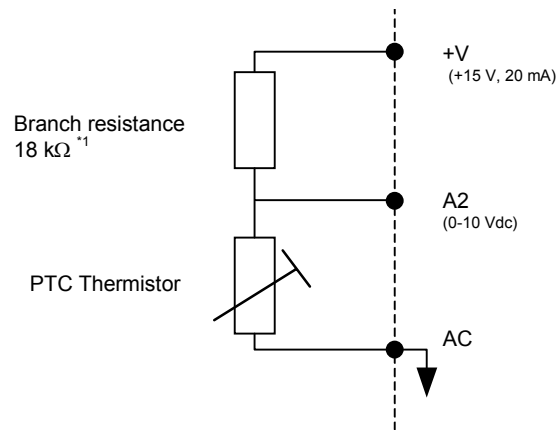 +V
(+15 V, 20 mA)
Branch resistance
18 kΩ *1
A2
(0-10 Vdc)
PTC Thermistor
AC